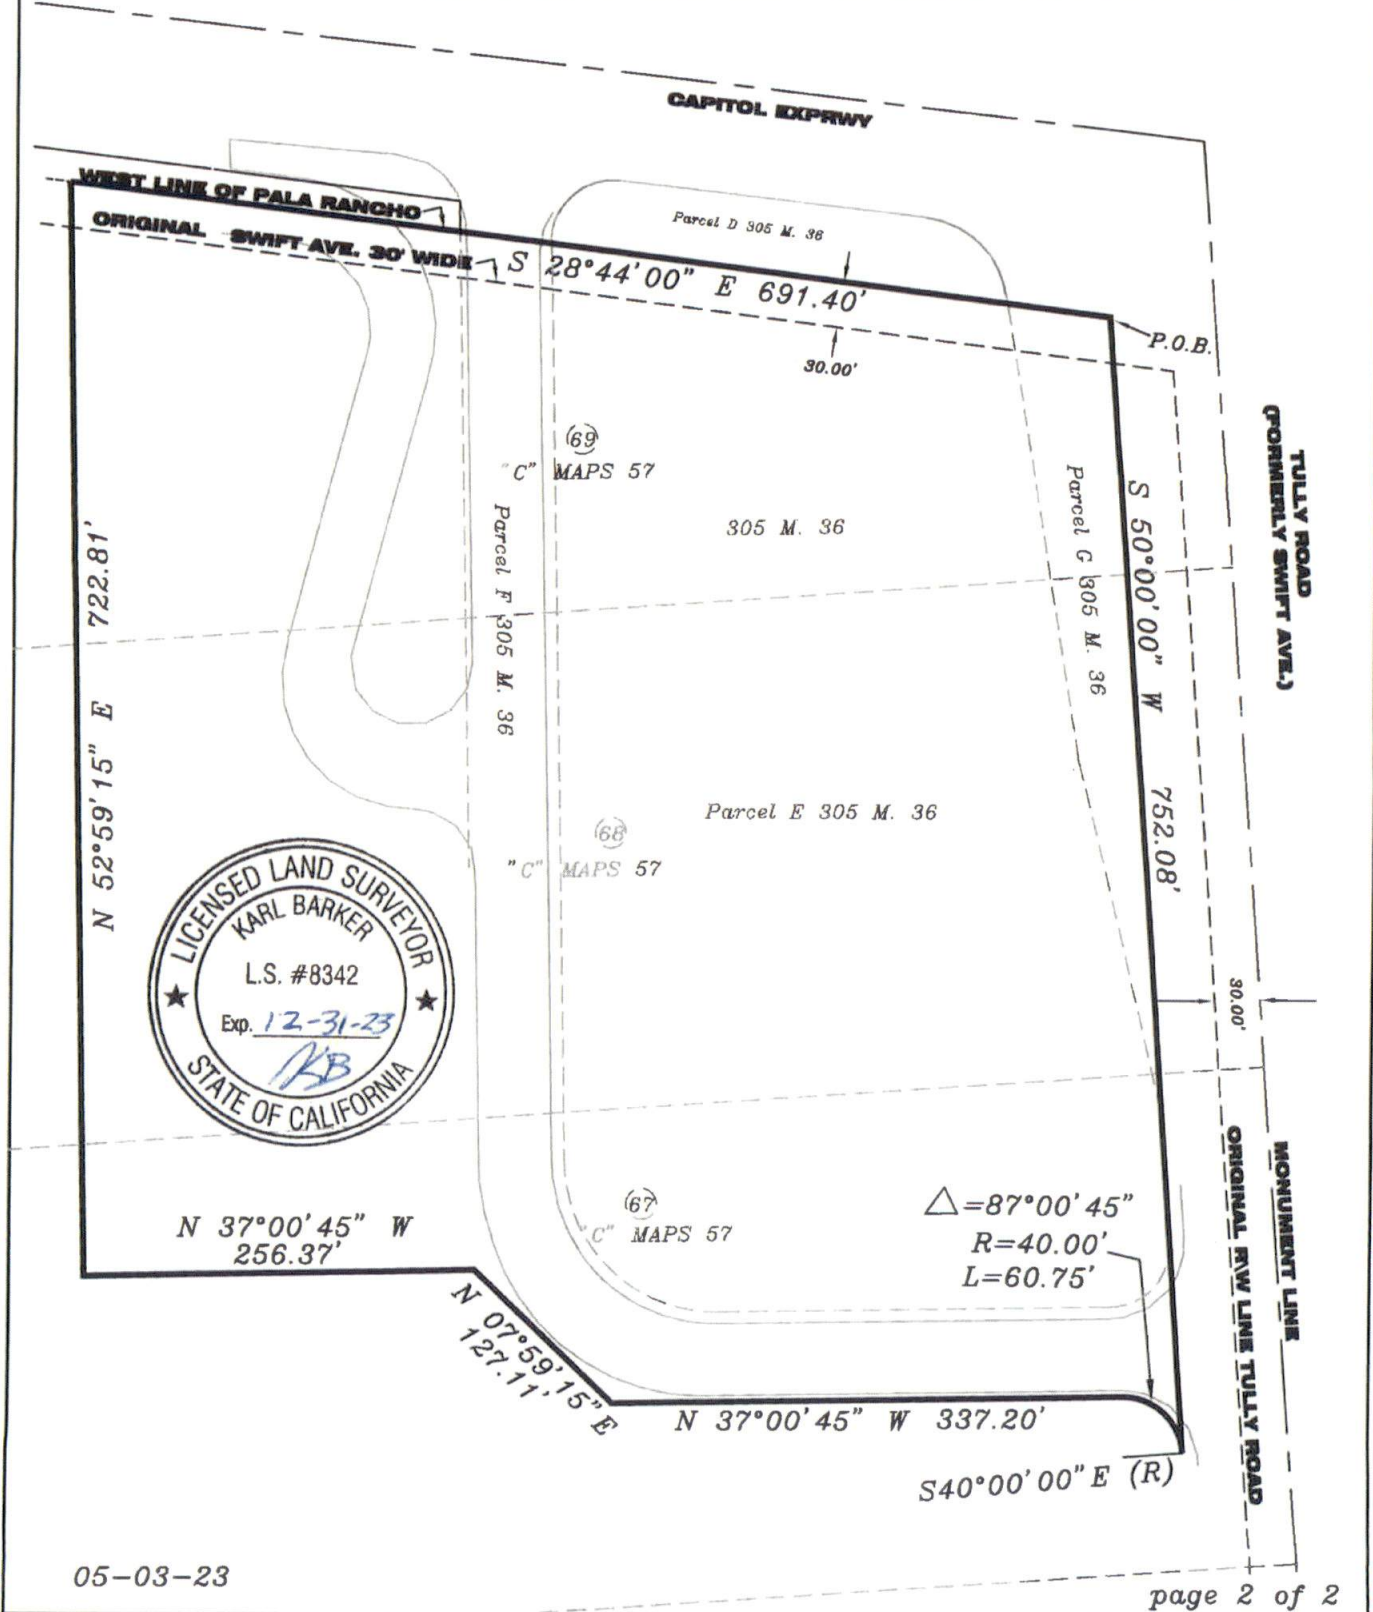 CAPITOL EXPRWY
WEST LINE OF PALA RANCHO
ORIGINAL SWIFT AVE. 30' WIDE
Parcel D 305 M. 36
S 28°44'00" E 691.40'
P.O.B.
30.00'
TULLY ROAD
(FORMERLY SWIFT AVE.)
69
"C" MAPS 57
305 M. 36
Parcel F 305 M. 36
Parcel G 305 M. 36
S 50°00'00" W 752.08'
N 52°59'15" E 722.81'
Parcel E 305 M. 36
68
"C" MAPS 57
LICENSED LAND SURVEYOR
KARL BARKER
L.S. #8342
Exp. 12-31-23
KB
STATE OF CALIFORNIA
30.00'
MONUMENT LINE
ORIGINAL R\W LINE TULLY ROAD
67
"C" MAPS 57
△=87°00'45"
R=40.00'
L=60.75'
N 37°00'45" W
256.37'
N 07°59'15" E
127.11'
N 37°00'45" W 337.20'
S40°00'00" E (R)
05-03-23
page 2 of 2